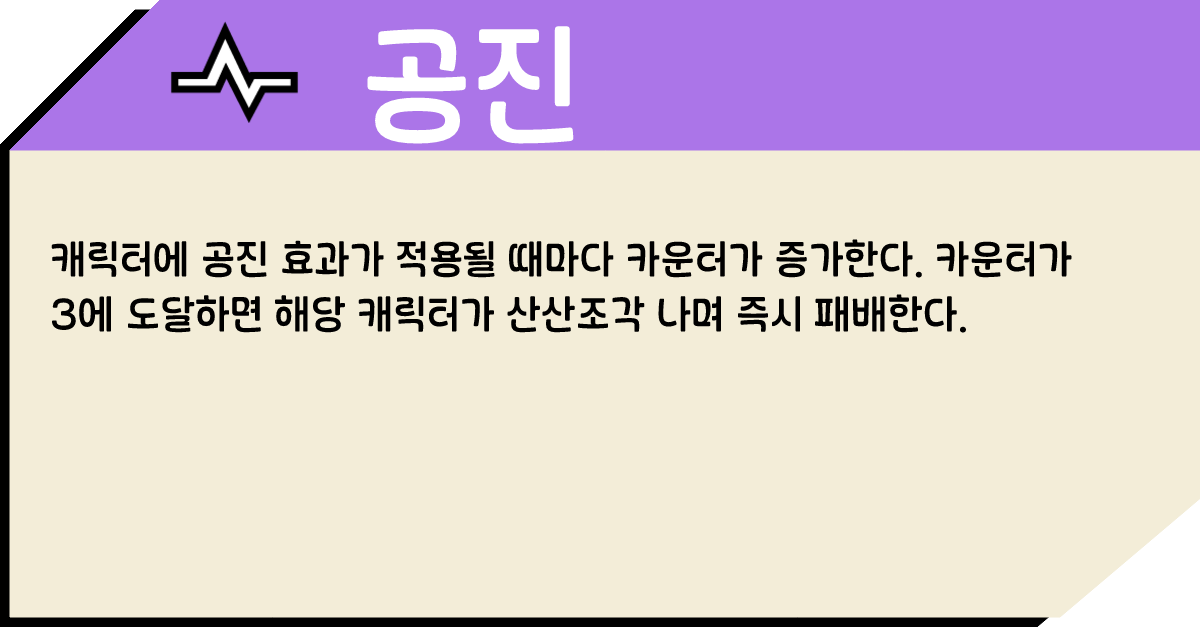 공진
캐릭터에 공진 효과가 적용될 때마다 카운터가 증가한다. 카운터가
3에 도달하면 해당 캐릭터가 산산조각 나며 즉시 패배한다.